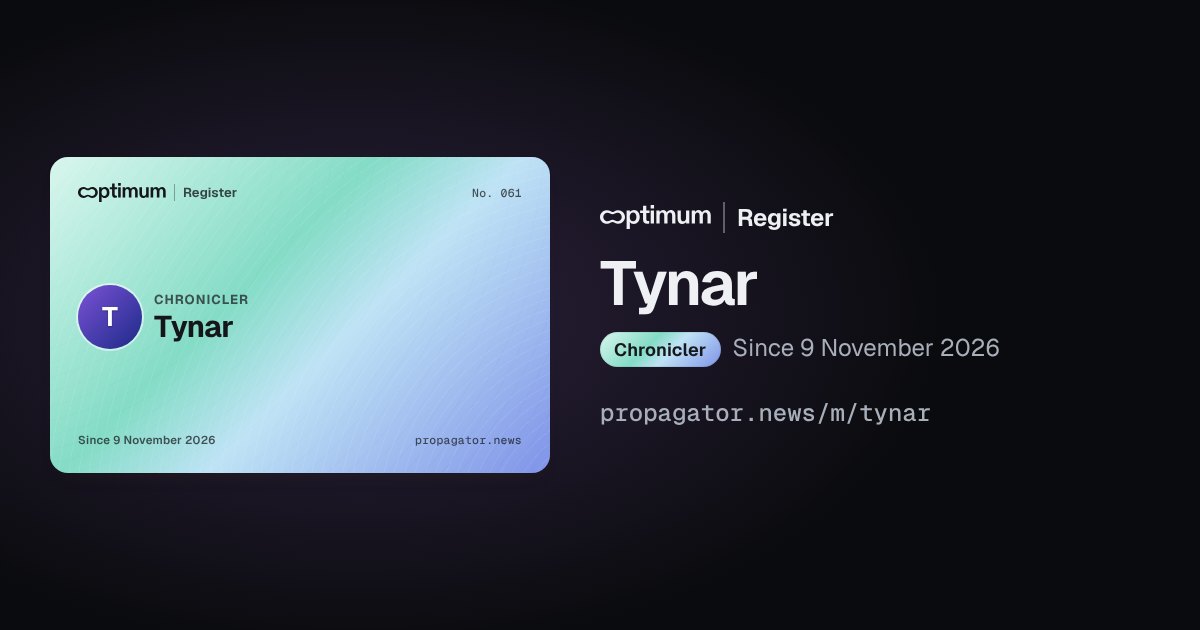 optimum | Register
No. 061
T
CHRONICLER
Tynar
Since 9 November 2026
propagator.news
optimum | Register
Tynar
Chronicler Since 9 November 2026
propagator.news/m/tynar